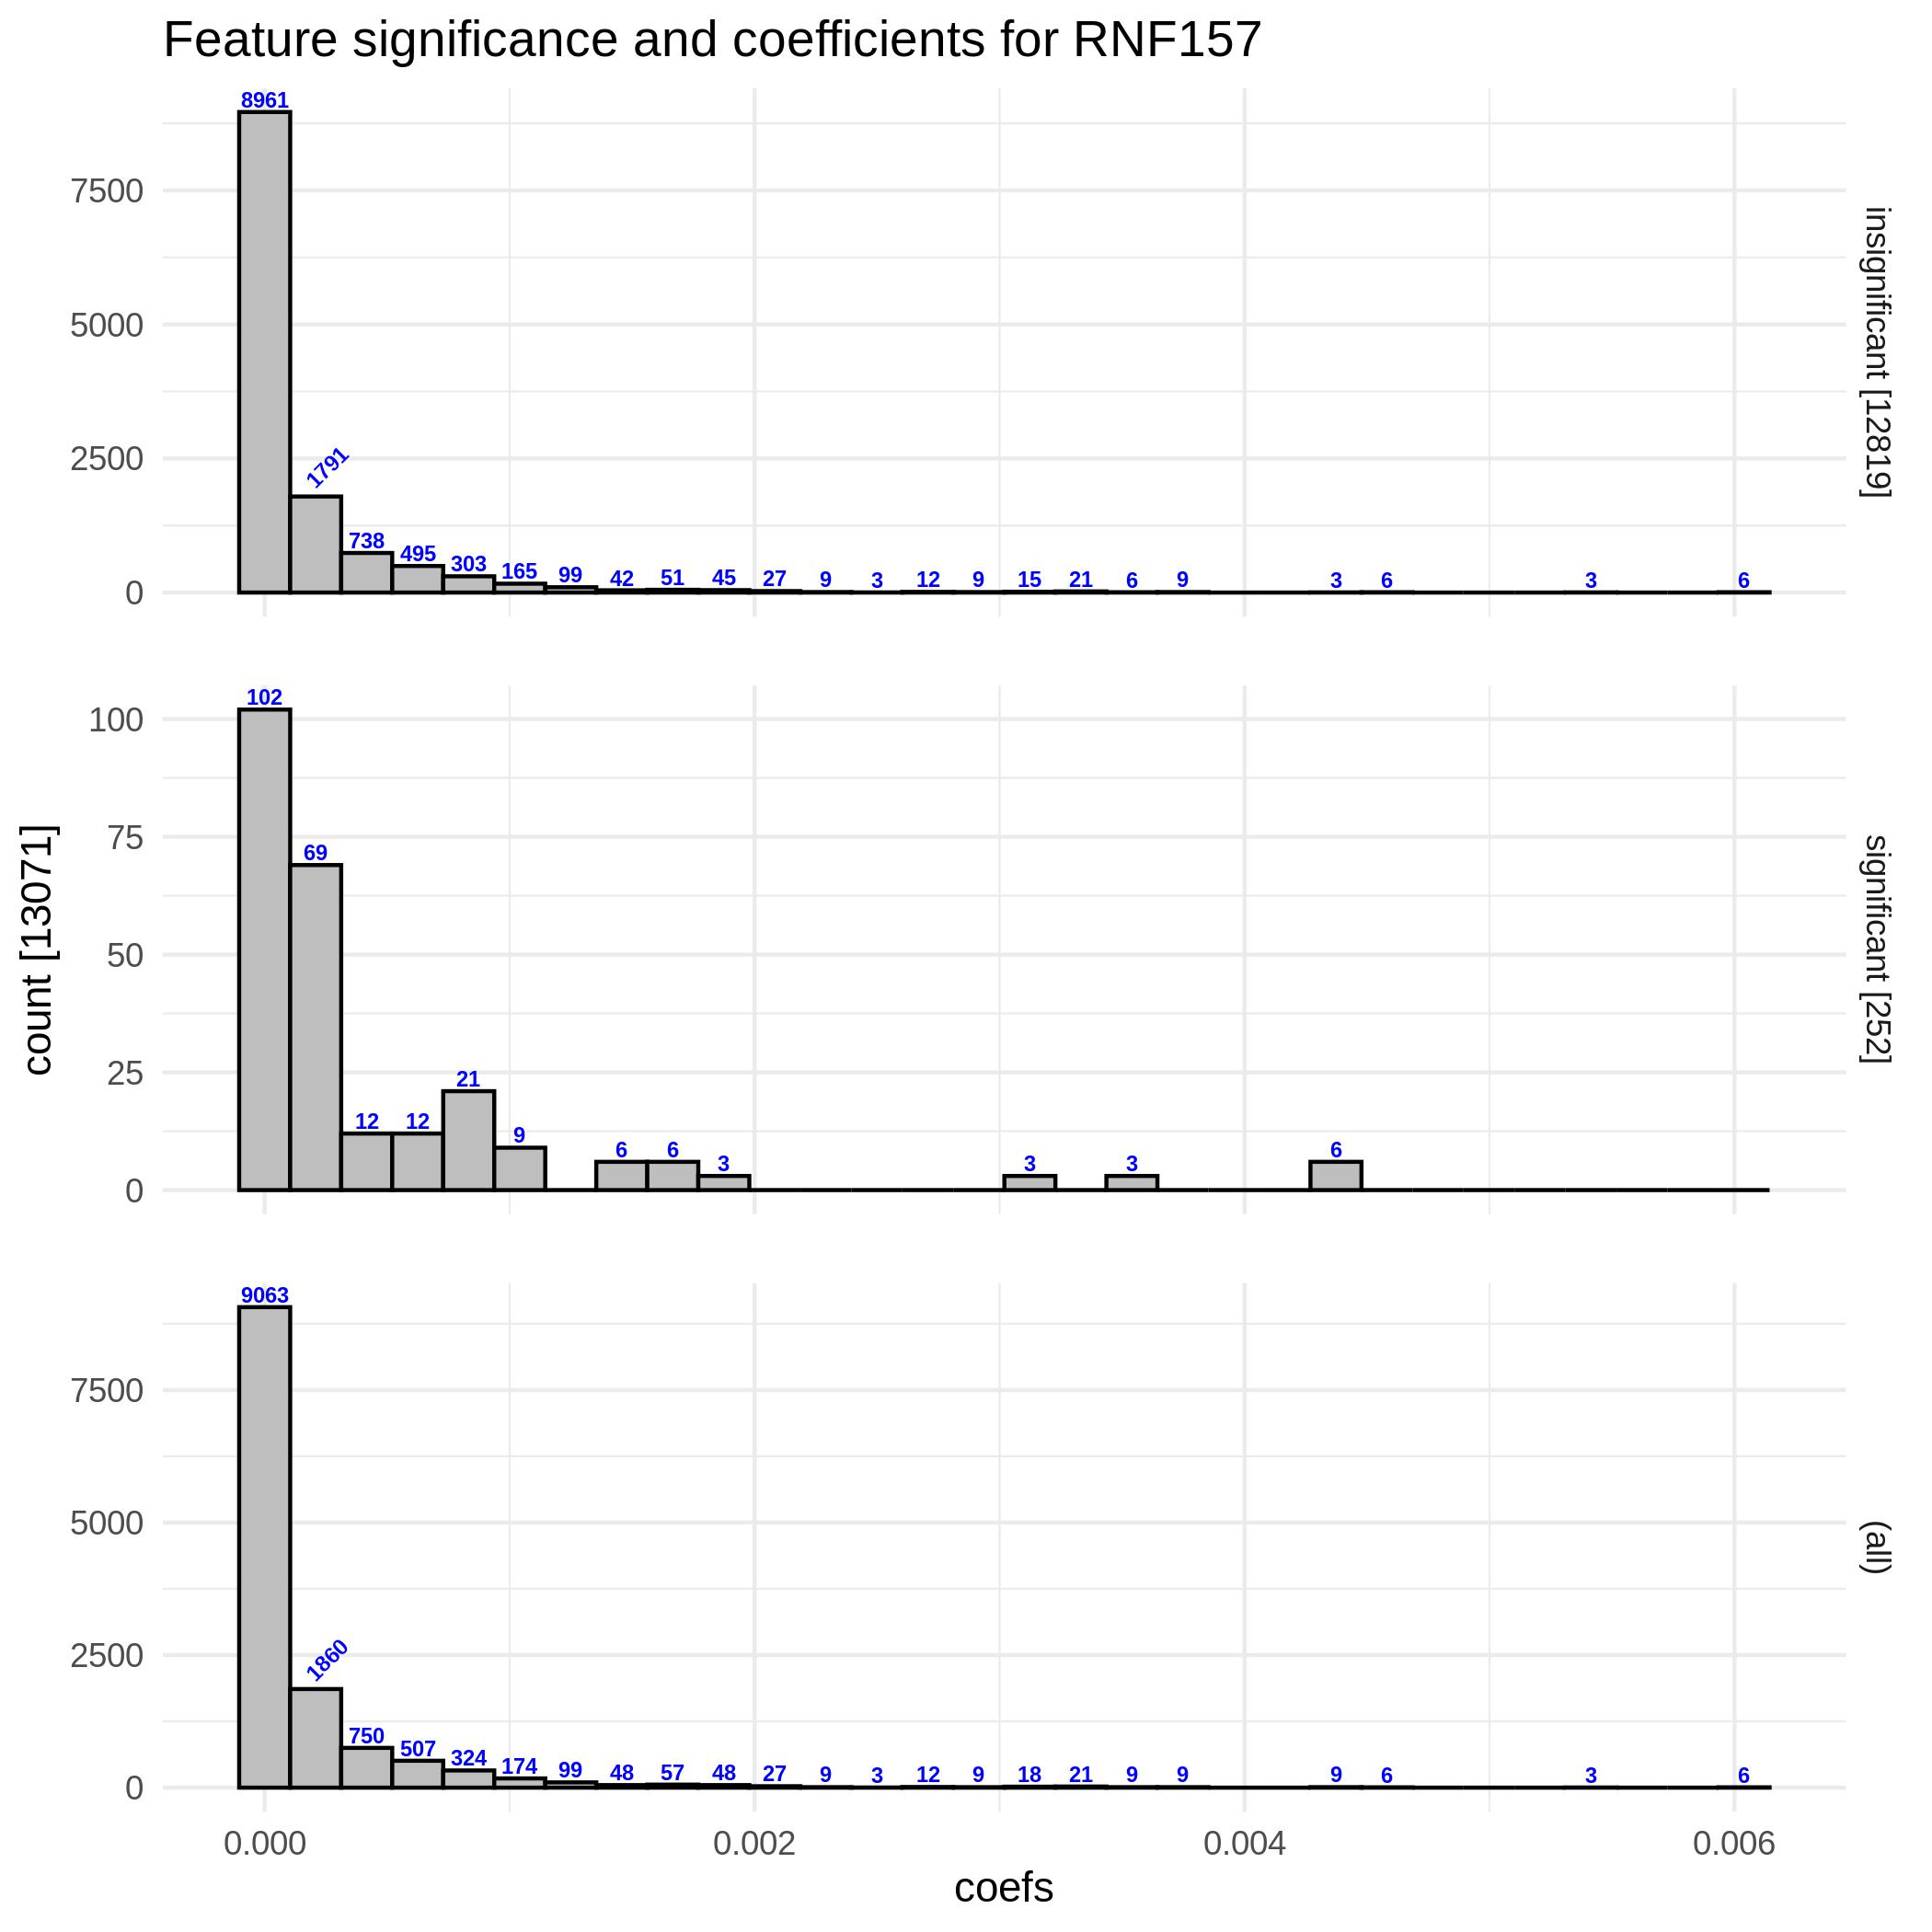 Feature significance and coefficients for RNF157
8961
7500
5000
2500
0
1791
738 495 303 165 99 42 51 45 27 9 3 12 9 15 21 6 9 3 6 3 6
insignificant [12819]
count [13071]
102
100
75
50
25
0
69
12 12 21 9 6 6 3 3 3 6
significant [252]
9063
7500
5000
2500
0
1860
750 507 324 174 99 48 57 48 27 9 3 12 9 18 21 9 9 9 6 3 6
(all)
0.000 0.002 0.004 0.006
coefs